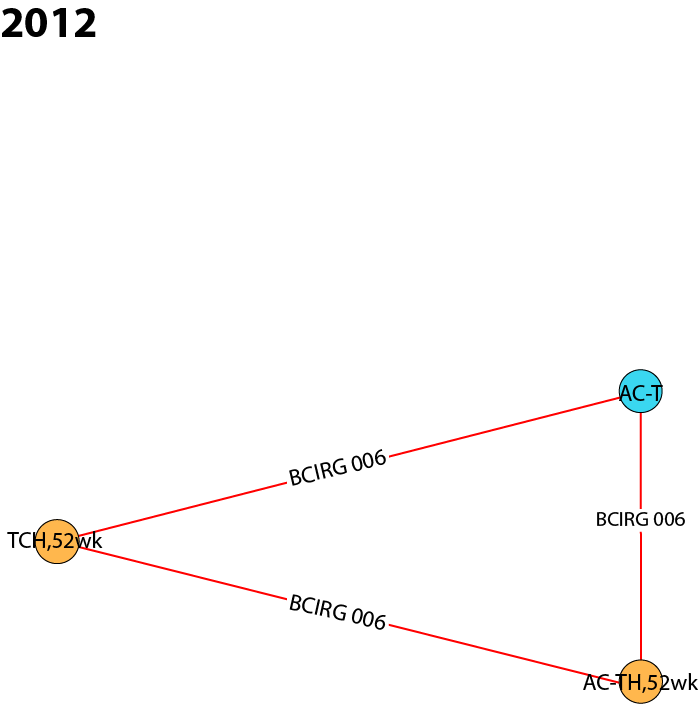 2012
AC-T
BCIRG 006
BCIRG 006
TCH,52wk
BCIRG 006
AC-TH,52wk